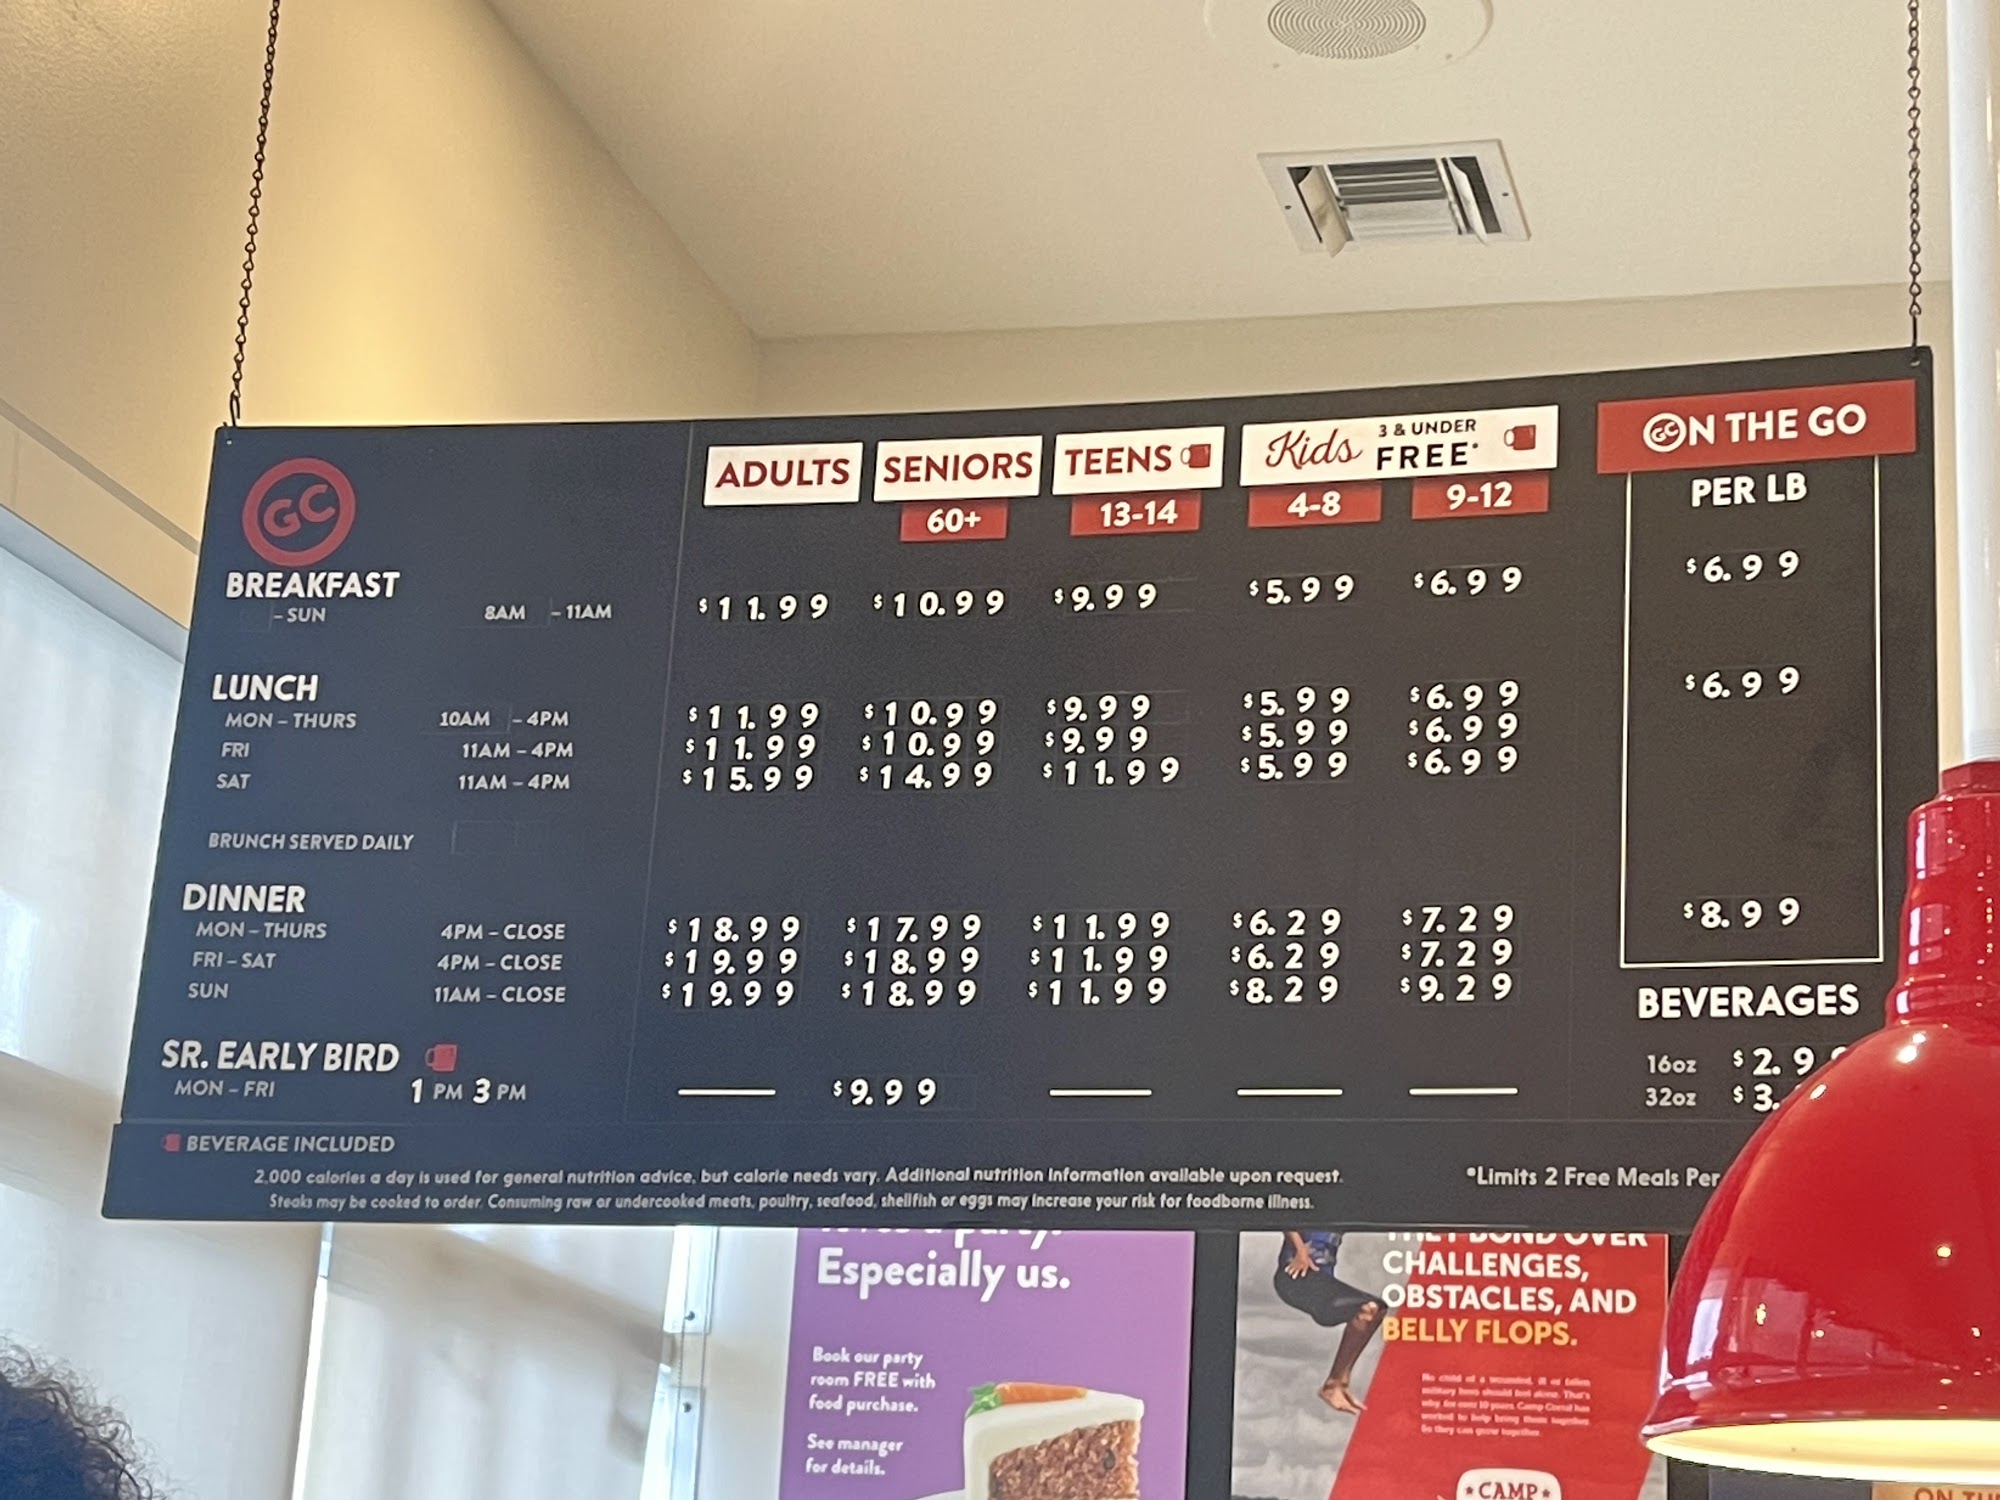 ADULTS SENIORS TEENS Kids 3 & UNDER FREE*
60+ 13-14 4-8 9-12
GC ON THE GO
PER LB
GC
BREAKFAST
– SUN 8AM – 11AM $11.99 $10.99 $9.99 $5.99 $6.99 $6.99
LUNCH $6.99
MON – THURS 10AM – 4PM $11.99 $10.99 $9.99 $5.99 $6.99
FRI 11AM – 4PM $11.99 $10.99 $9.99 $5.99 $6.99
SAT 11AM – 4PM $15.99 $14.99 $11.99 $5.99 $6.99
BRUNCH SERVED DAILY
DINNER $8.99
MON – THURS 4PM – CLOSE $18.99 $17.99 $11.99 $6.29 $7.29
FRI – SAT 4PM – CLOSE $19.99 $18.99 $11.99 $6.29 $7.29
SUN 11AM – CLOSE $19.99 $18.99 $11.99 $8.29 $9.29
SR. EARLY BIRD
MON – FRI 1 PM 3 PM $9.99
BEVERAGES
16oz $2.9
32oz $3.
BEVERAGE INCLUDED
2,000 calories a day is used for general nutrition advice, but calorie needs vary. Additional nutrition Information available upon request.
Steaks may be cooked to order. Consuming raw or undercooked meats, poultry, seafood, shellfish or eggs may increase your risk for foodborne illness.
*Limits 2 Free Meals Per
a party.
Especially us.
Book our party
room FREE with
food purchase.
See manager
for details.
THEY BOND OVER
CHALLENGES,
OBSTACLES, AND
BELLY FLOPS.
CAMP